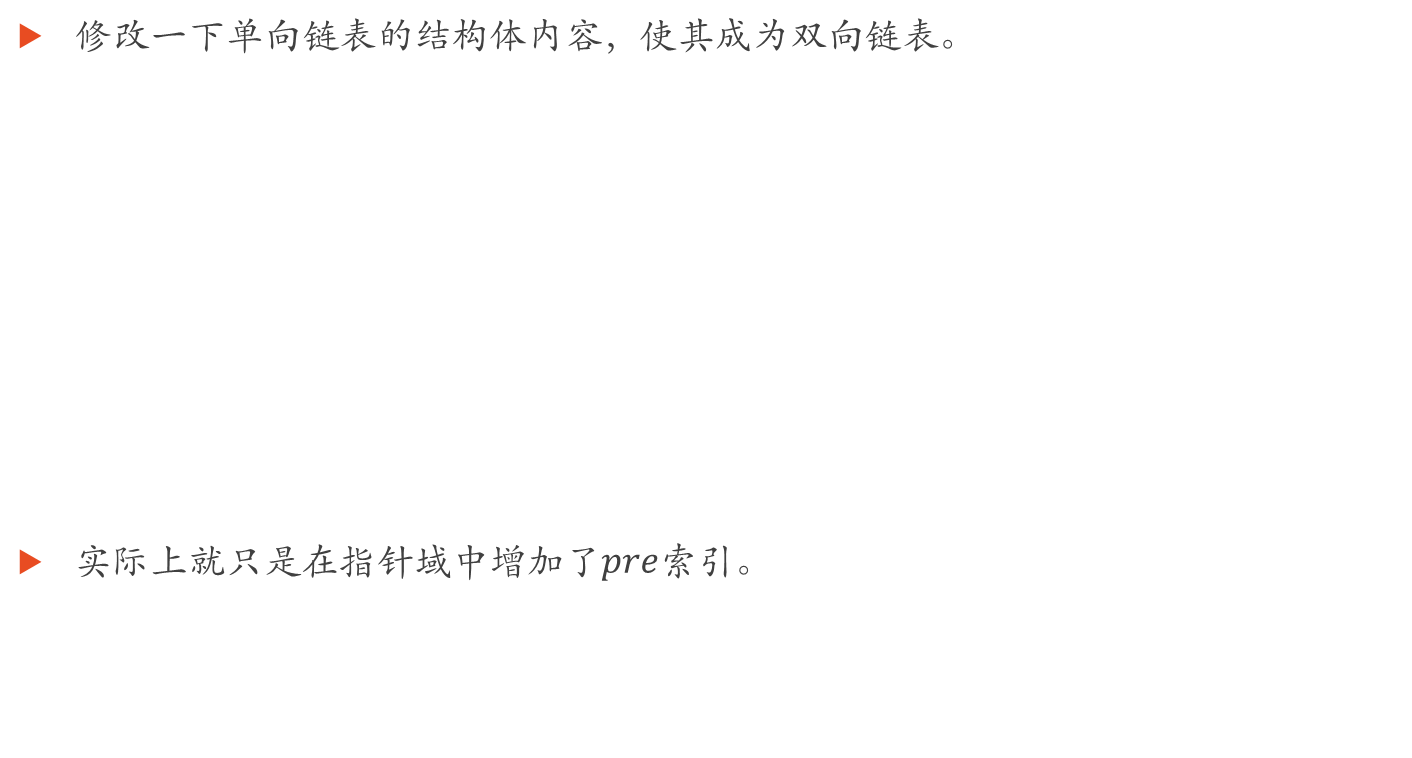 修改一下单向链表的结构体内容，使其成为双向链表。
实际上就只是在指针域中增加了pre索引。